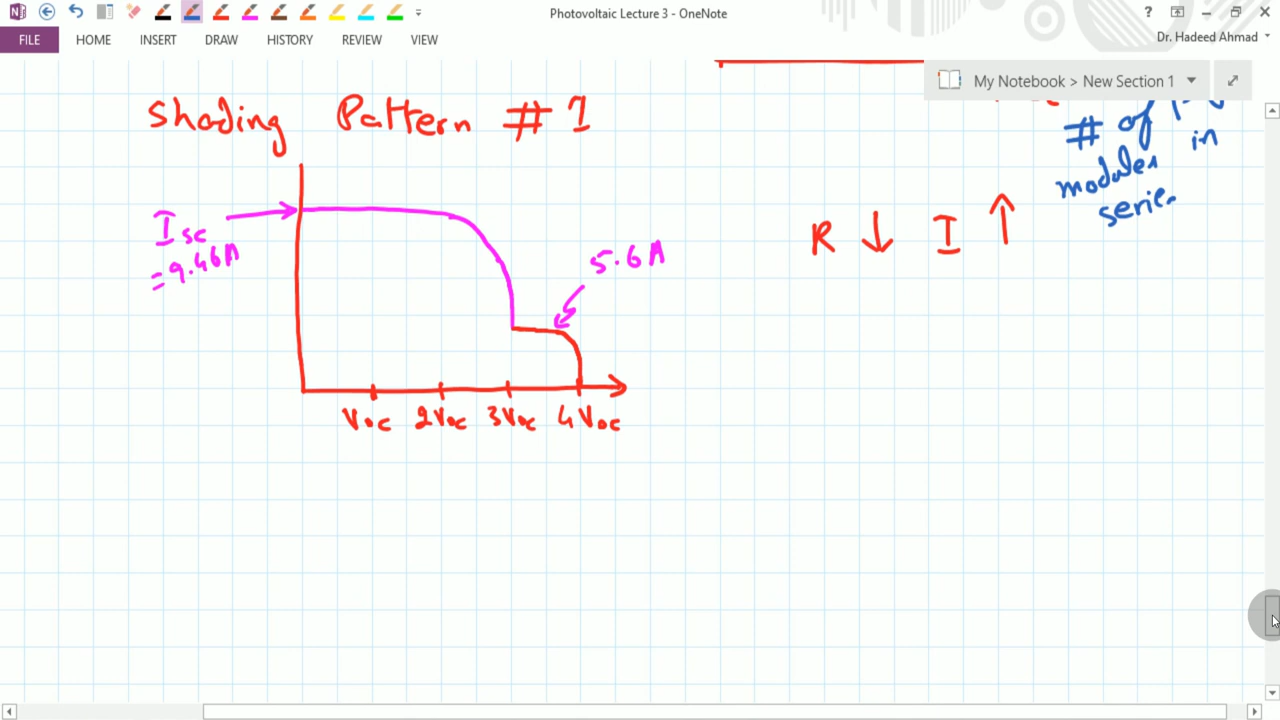 Photovoltaic Lecture 3 - OneNote
?
FILE HOME INSERT DRAW HISTORY REVIEW VIEW
Dr. Hadeed Ahmad
My Notebook > New Section 1
Shading Pattern # 1
# of
modules in
series
Isc
= 9.46A
5.6A
R ↓ I ↑
Voc 2Voc 3Voc 4Voc